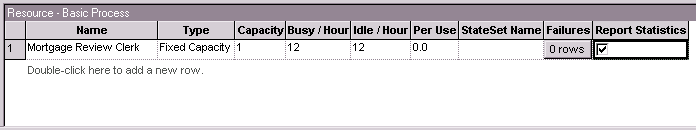 Resource - Basic Process
Name Type Capacity Busy / Hour Idle / Hour Per Use StateSet Name Failures Report Statistics
1 Mortgage Review Clerk Fixed Capacity 1 12 12 0.0 0 rows
Double-click here to add a new row.